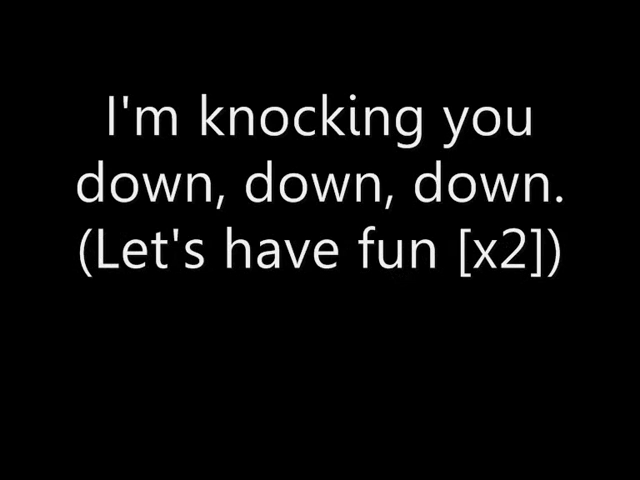 I'm knocking you
down, down, down.
(Let's have fun [x2])